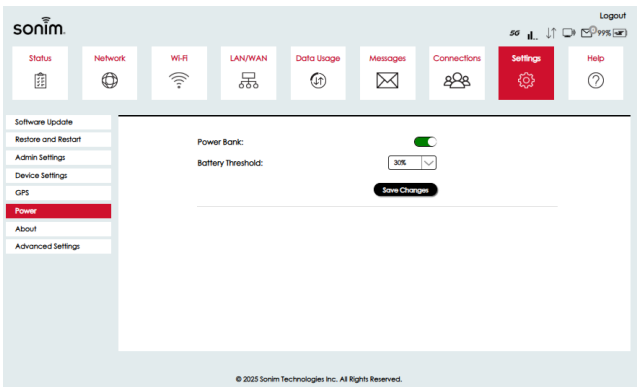 Logout
sonim.
5G 99%
Status Network Wi-Fi LAN/WAN Data Usage Messages Connections Settings Help
Software Update
Restore and Restart
Admin Settings
Device Settings
GPS
Power
About
Advanced Settings
Power Bank:
Battery Threshold: 30%
Save Changes
© 2025 Sonim Technologies Inc. All Rights Reserved.